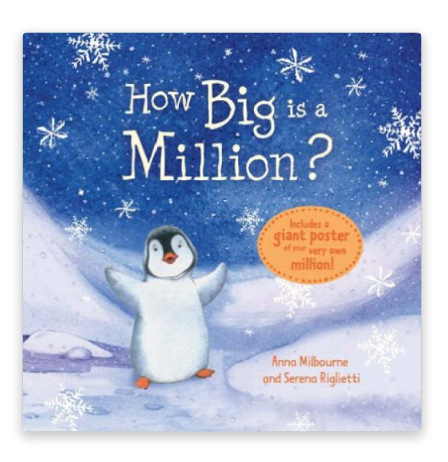 How Big is a
Million?
Includes a
giant poster
of your very own
million!
Anna Milbourne
and Serena Riglietti